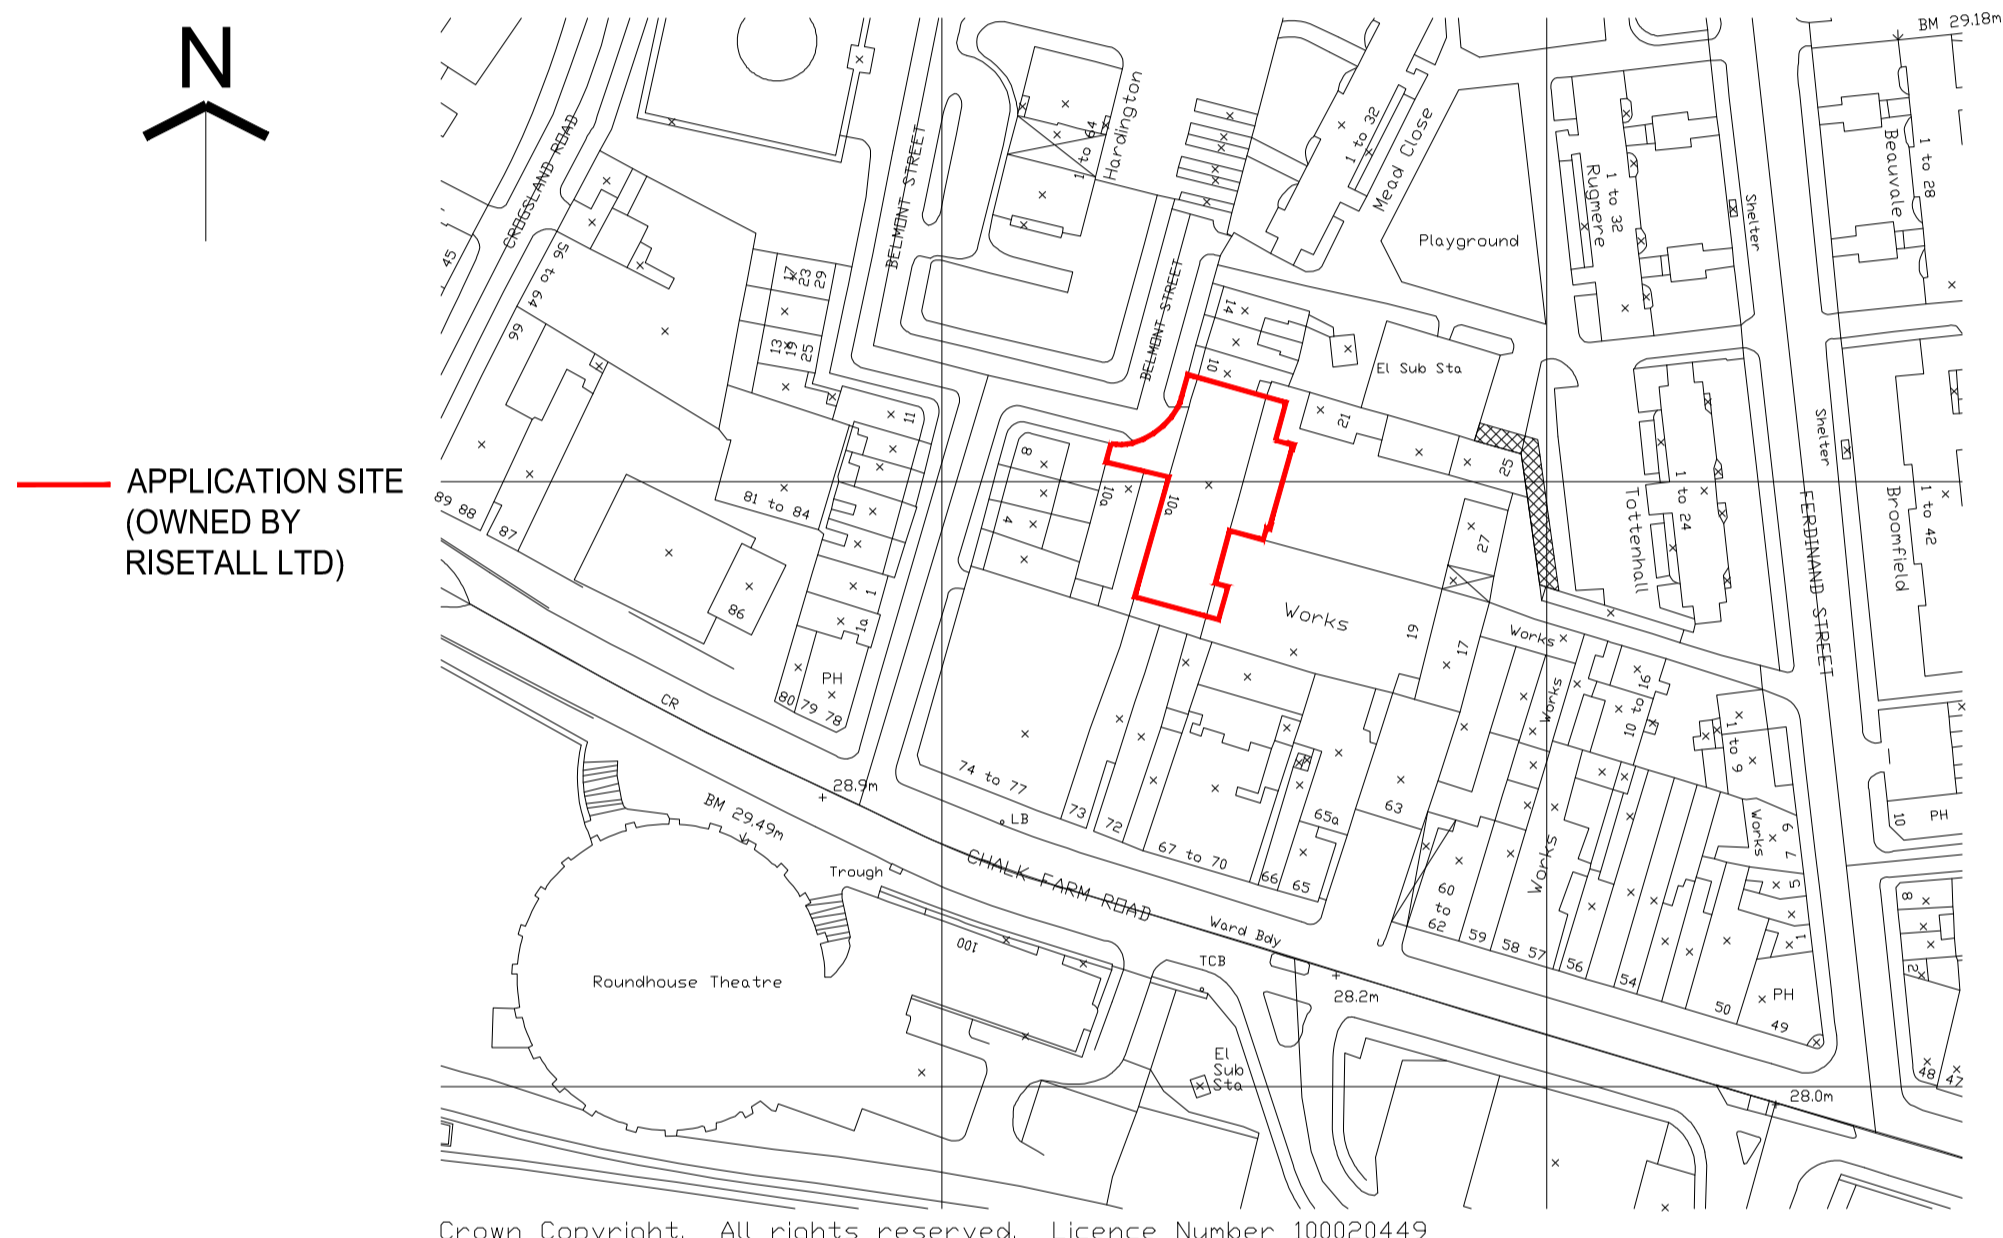 N
APPLICATION SITE
(OWNED BY
RISETALL LTD)
BM 29.18m
CROGSLAND ROAD
BELMONT STREET
1 to 64
Hardington
1 to 32
Mead Close
Playground
Rugmere
1 to 32
Shelter
Beauvale
1 to 28
45
56 to 64
66
17
23
29
13
19
25
BELMONT STREET
14
10
El Sub Sta
21
25
11
8
4
10a
10a
Shelter
Tottenhall
1 to 24
FERDINAND STREET
Broomfield
1 to 42
89
88
87
81 to 84
86
1
1a
PH
80
79
78
Works
27
19
17
Works
Works
10 to 16
1 to 9
CR
28.9m
BM 29.49m
74 to 77
LB
73
72
67 to 70
66
65
65a
63
60
to
62
59
58
57
Works
56
54
50
PH
49
Works
6
7
5
1
10
PH
8
2
48
47
CHALK FARM ROAD
Ward Bdy
Trough
100
TCB
Roundhouse Theatre
28.2m
El
Sub
Sta
28.0m
Crown Copyright. All rights reserved. Licence Number 100020449